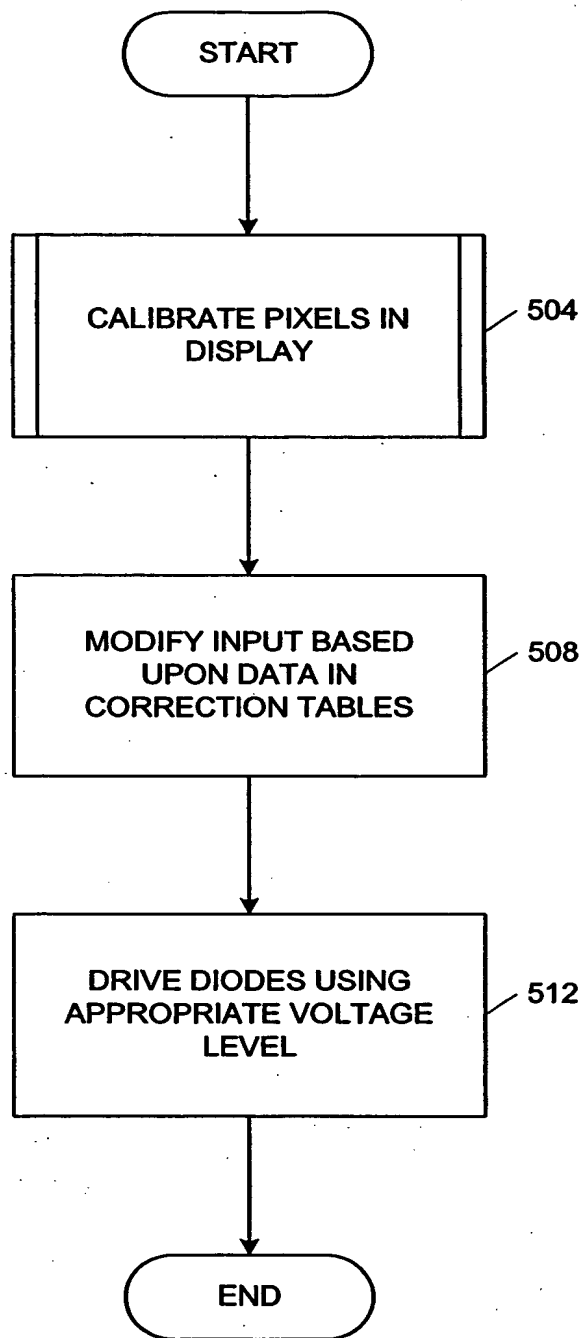 START
CALIBRATE PIXELS IN
DISPLAY
504
MODIFY INPUT BASED
UPON DATA IN
CORRECTION TABLES
508
DRIVE DIODES USING
APPROPRIATE VOLTAGE
LEVEL
512
END